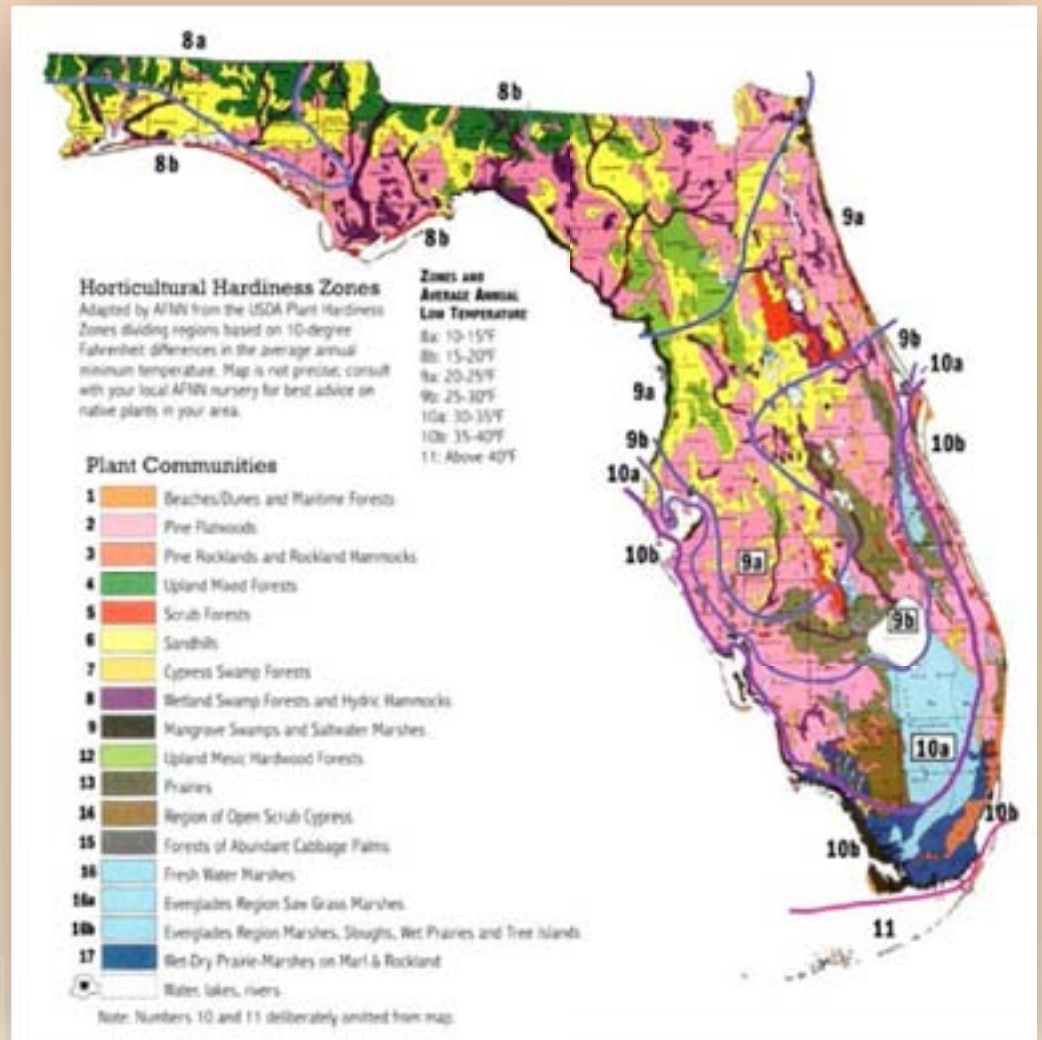 8a
8b
8b
8b
9a
Horticultural Hardiness Zones
Adapted by AFNN from the USDA Plant Hardiness
Zones dividing regions based on 10-degree
Fahrenheit differences in the average annual
minimum temperature. Map is not precise; consult
with your local AFNN nursery for best advice on
native plants in your area.
Zones and
Average Annual
Low Temperature
8a: 10-15°F
8b: 15-20°F
9a: 20-25°F
9b: 25-30°F
10a: 30-35°F
10b: 35-40°F
11: Above 40°F
9b
10a
9a
10b
9b
10a
10b
9a
9b
10a
10b
10b
11
Plant Communities
1 Beaches/Dunes and Maritime Forests
2 Pine Flatwoods
3 Pine Rocklands and Rockland Hammocks
4 Upland Mixed Forests
5 Scrub Forests
6 Sandhills
7 Cypress Swamp Forests
8 Wetland Swamp Forests and Hydric Hammocks
9 Mangrove Swamps and Saltwater Marshes
12 Upland Mesic Hardwood Forests
13 Prairies
14 Region of Open Scrub Cypress
15 Forests of Abundant Cabbage Palms
16 Fresh Water Marshes
16a Everglades Region Saw Grass Marshes
16b Everglades Region Marshes, Sloughs, Wet Prairies and Tree Islands
17 Wet-Dry Prairie-Marshes on Marl & Rockland
W Water, lakes, rivers
Note: Numbers 10 and 11 deliberately omitted from map.